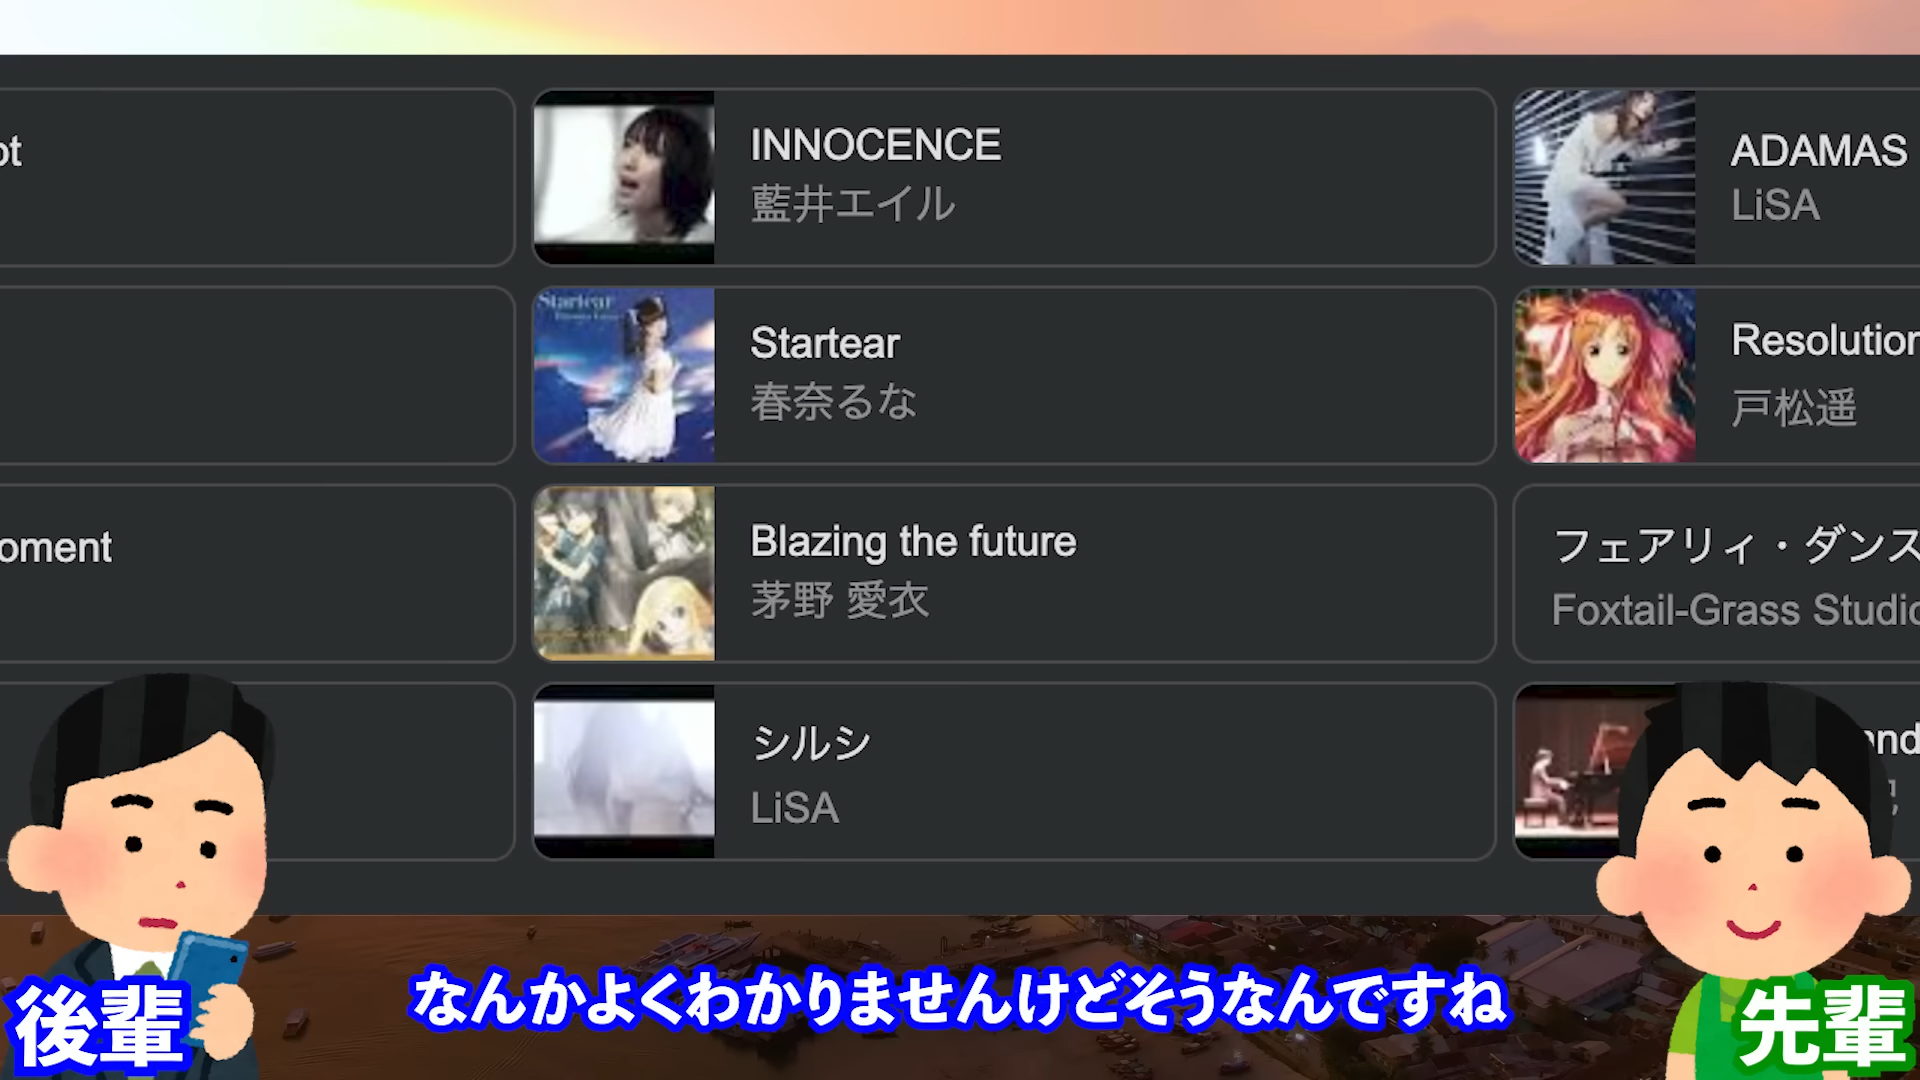 ot
INNOCENCE
藍井エイル
ADAMAS
LiSA
Startear
春奈るな
Resolution
戸松遥
oment
Blazing the future
茅野 愛衣
フェアリィ・ダンス
Foxtail-Grass Studio
シルシ
LiSA
and
後輩
なんかよくわかりませんけどそうなんですね
先輩